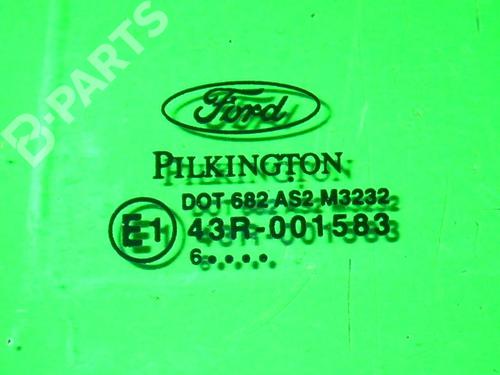 B-PARTS
Ford
PILKINGTON
DOT 682 AS2 M3232
E1 43R-001583
6.....